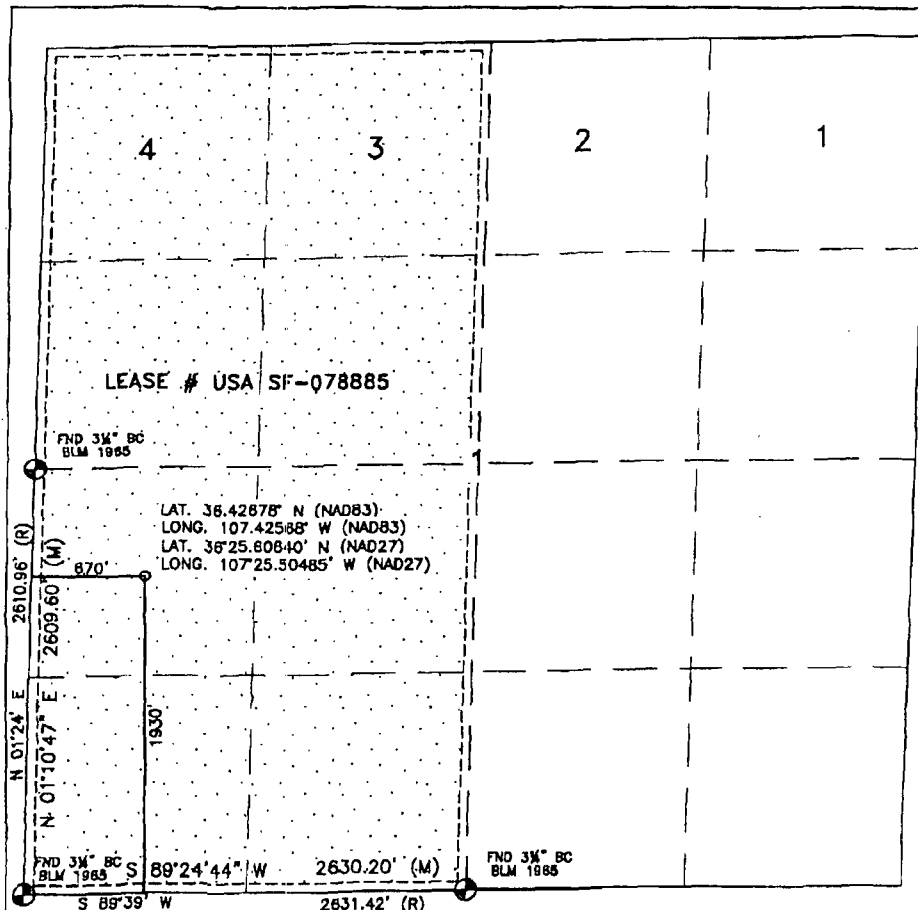 4
3
2
1
LEASE # USA SF-078885
FND 3¼" BC
BLM 1965
LAT. 36.42678° N (NAD83)
LONG. 107.42568° W (NAD83)
LAT. 36°25.60640' N (NAD27)
LONG. 107°25.50485' W (NAD27)
670'
1930'
N 01°24' E 2610.96' (R)
N 01°10'47" E 2609.60' (M)
FND 3¼" BC
BLM 1965
S 89°24'44" W 2630.20' (M)
FND 3¼" BC
BLM 1965
S 89°39' W 2631.42' (R)